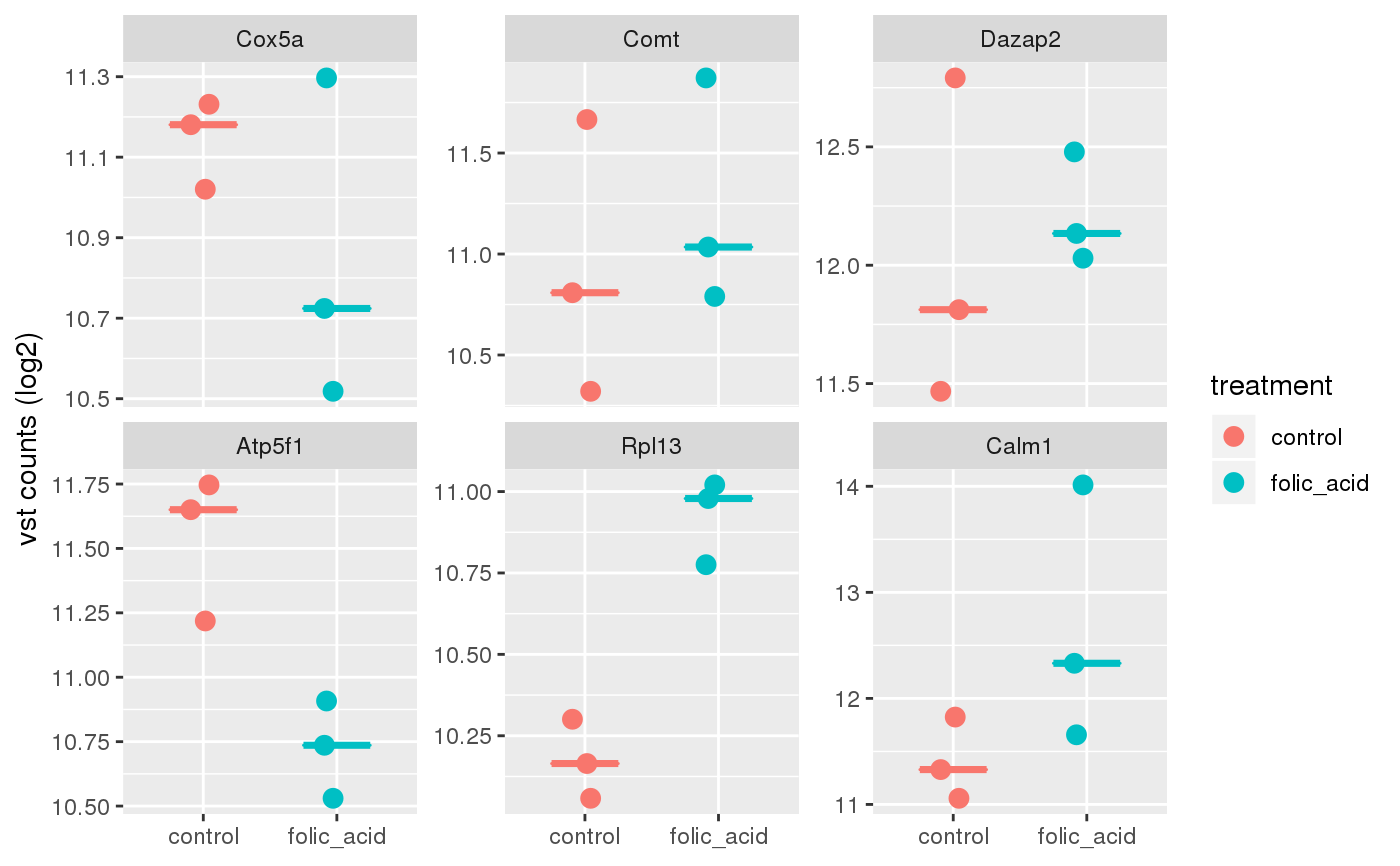 Cox5a
Comt
Dazap2
11.3
11.1
10.9
10.7
10.5
11.5
11.0
10.5
12.5
12.0
11.5
vst counts (log2)
Atp5f1
Rpl13
Calm1
11.75
11.50
11.25
11.00
10.75
10.50
11.00
10.75
10.50
10.25
14
13
12
11
control folic_acid
control folic_acid
control folic_acid
treatment
control
folic_acid